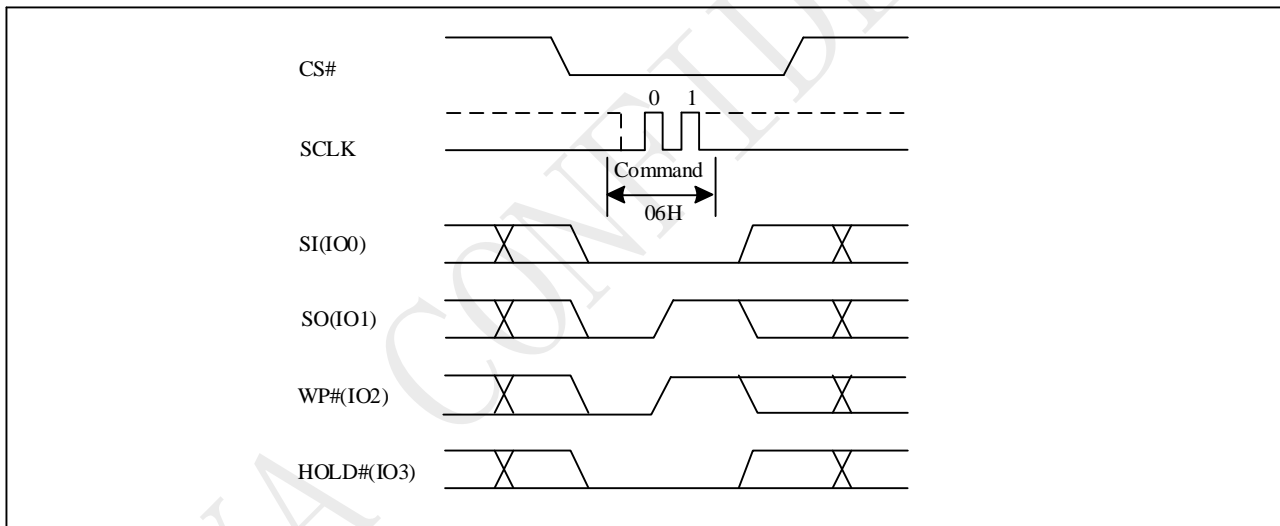 CS#
0 1
SCLK
Command
06H
SI(IO0)
SO(IO1)
WP#(IO2)
HOLD#(IO3)